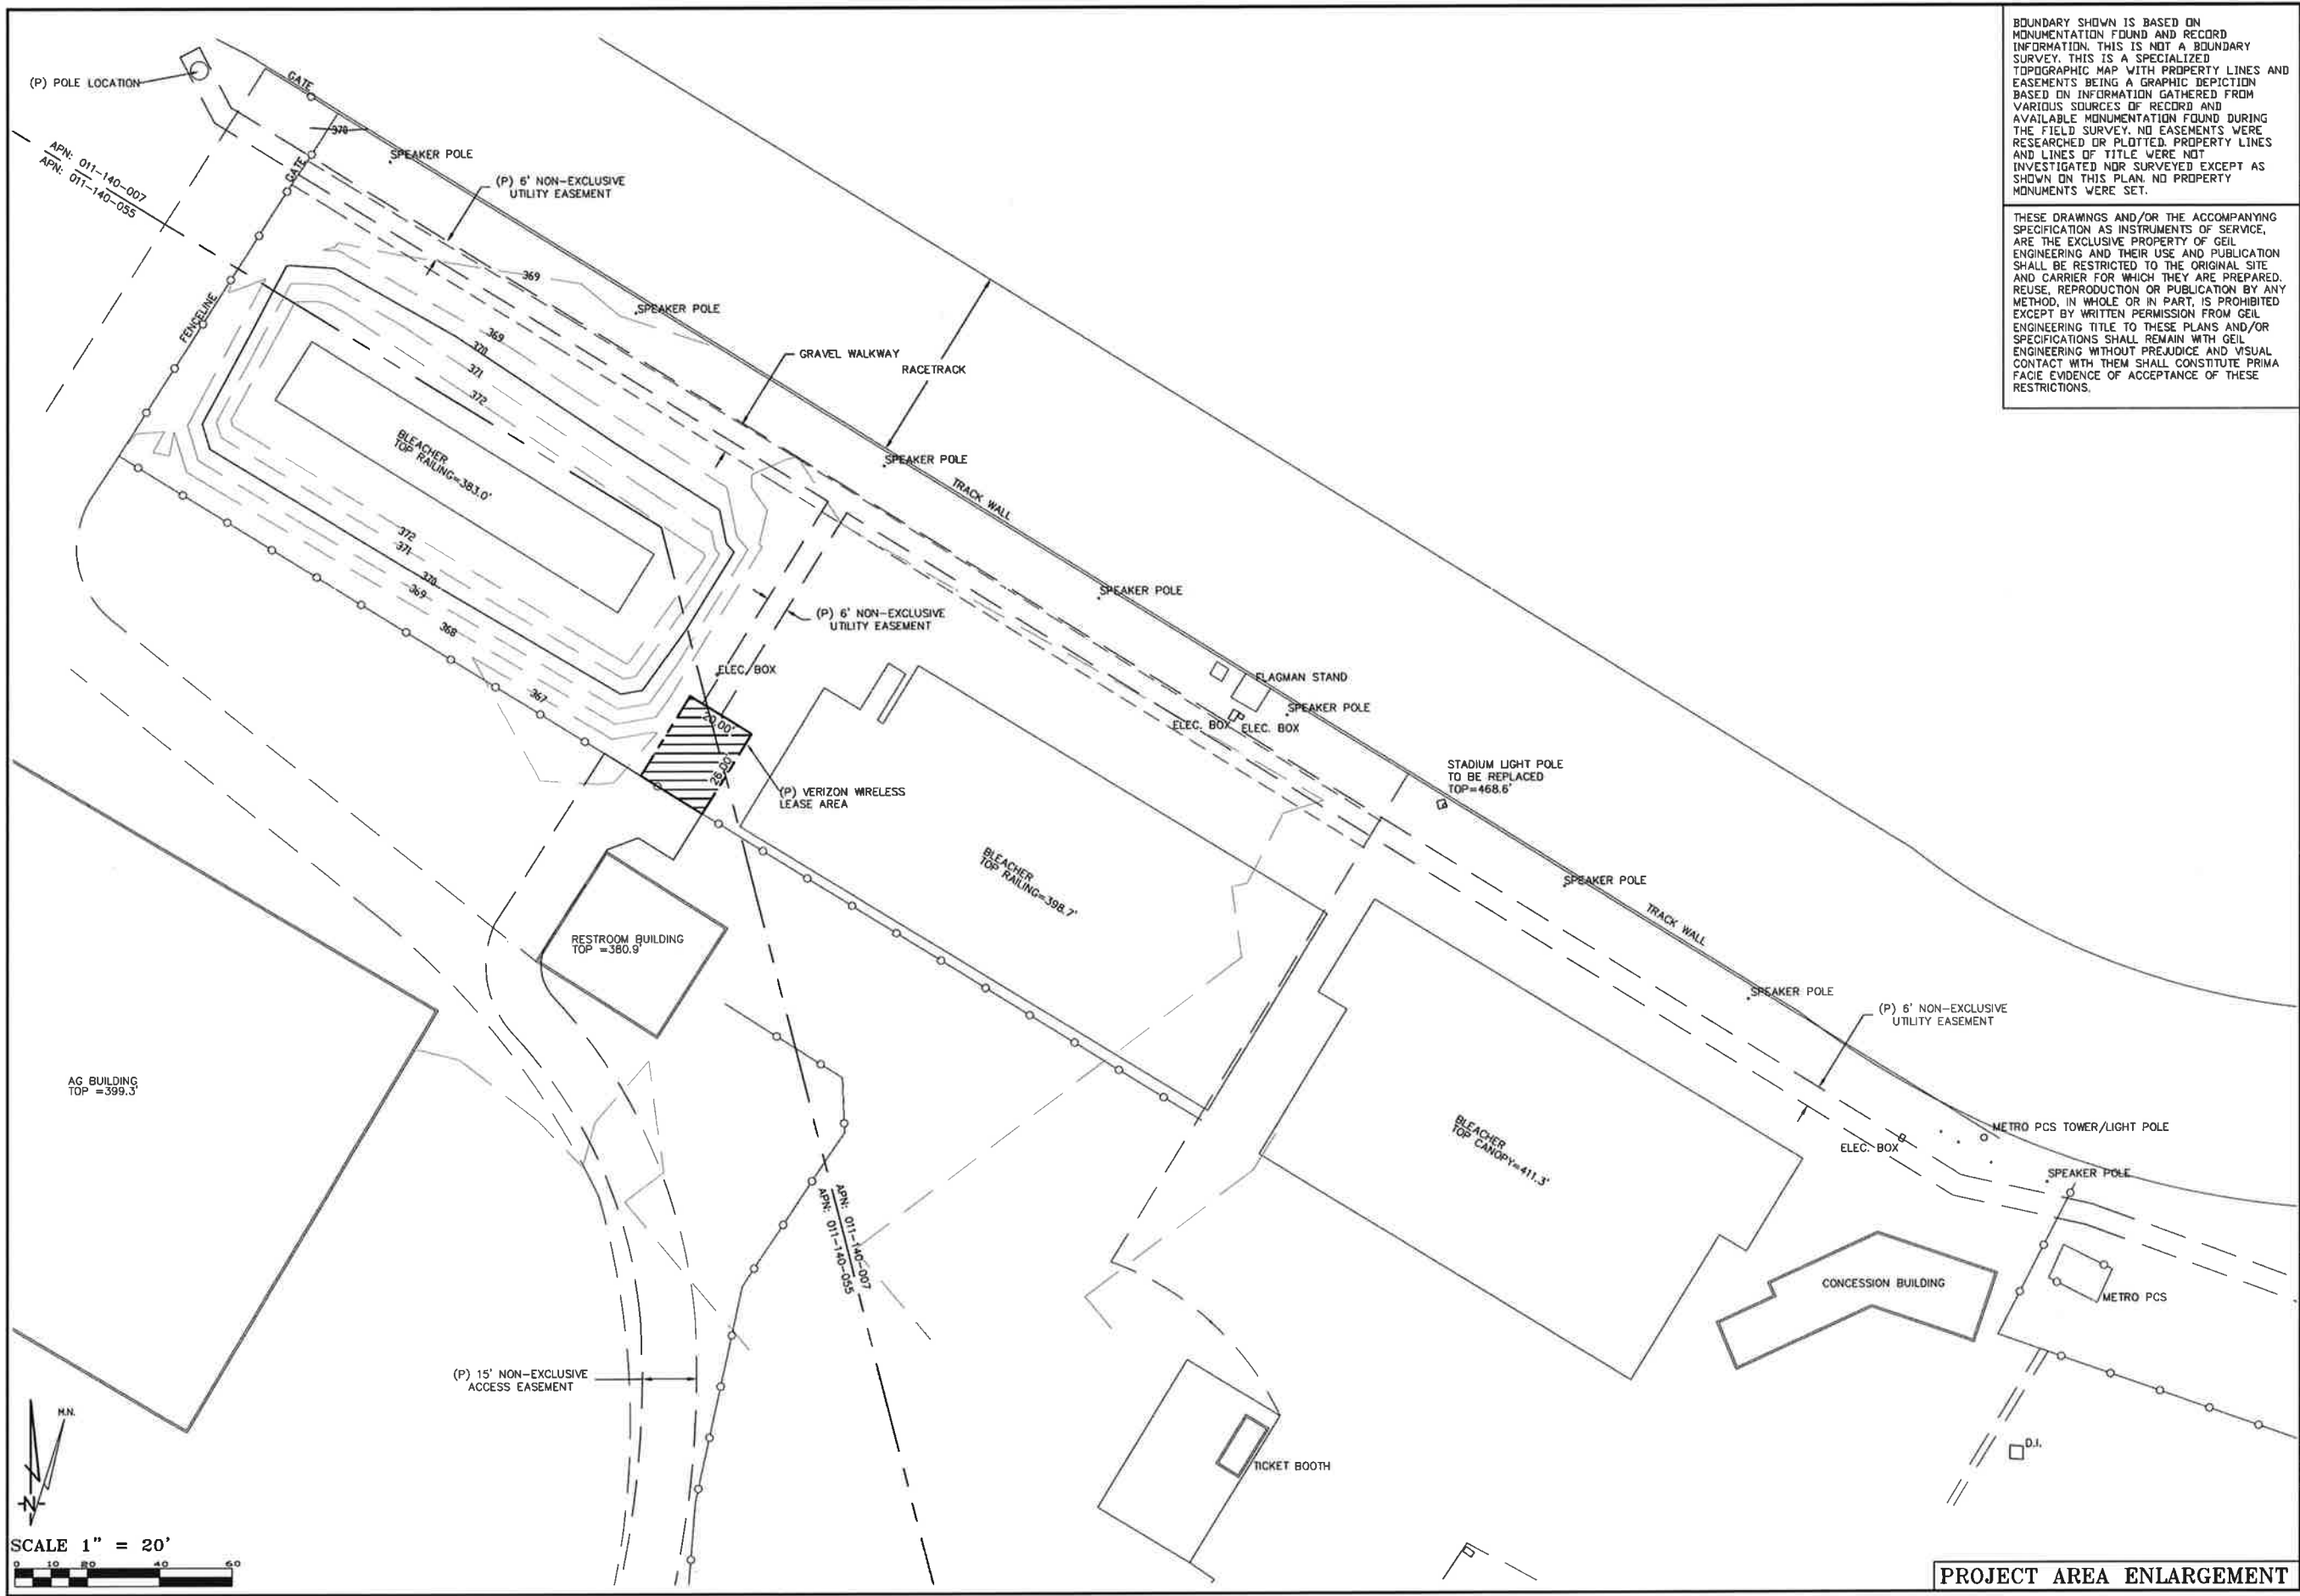 BOUNDARY SHOWN IS BASED ON
MONUMENTATION FOUND AND RECORD
INFORMATION. THIS IS NOT A BOUNDARY
SURVEY. THIS IS A SPECIALIZED
TOPOGRAPHIC MAP WITH PROPERTY LINES AND
EASEMENTS BEING A GRAPHIC DEPICTION
BASED ON INFORMATION GATHERED FROM
VARIOUS SOURCES OF RECORD AND
AVAILABLE MONUMENTATION FOUND DURING
THE FIELD SURVEY. NO EASEMENTS WERE
RESEARCHED OR PLOTTED. PROPERTY LINES
AND LINES OF TITLE WERE NOT
INVESTIGATED NOR SURVEYED EXCEPT AS
SHOWN ON THIS PLAN. NO PROPERTY
MONUMENTS WERE SET.
THESE DRAWINGS AND/OR THE ACCOMPANYING
SPECIFICATION AS INSTRUMENTS OF SERVICE,
ARE THE EXCLUSIVE PROPERTY OF GEIL
ENGINEERING AND THEIR USE AND PUBLICATION
SHALL BE RESTRICTED TO THE ORIGINAL SITE
AND CARRIER FOR WHICH THEY ARE PREPARED.
REUSE, REPRODUCTION OR PUBLICATION BY ANY
METHOD, IN WHOLE OR IN PART, IS PROHIBITED
EXCEPT BY WRITTEN PERMISSION FROM GEIL
ENGINEERING TITLE TO THESE PLANS AND/OR
SPECIFICATIONS SHALL REMAIN WITH GEIL
ENGINEERING WITHOUT PREJUDICE AND VISUAL
CONTACT WITH THEM SHALL CONSTITUTE PRIMA
FACIE EVIDENCE OF ACCEPTANCE OF THESE
RESTRICTIONS.
(P) POLE LOCATION
GATE
370
SPEAKER POLE
GATE
APN: 011-140-007
APN: 011-140-055
(P) 6' NON-EXCLUSIVE
UTILITY EASEMENT
369
SPEAKER POLE
FENCELINE
369
370
371
372
GRAVEL WALKWAY
RACETRACK
BLEACHER
TOP RAILING=383.0'
SPEAKER POLE
TRACK WALL
372
371
370
369
368
367
SPEAKER POLE
(P) 6' NON-EXCLUSIVE
UTILITY EASEMENT
ELEC. BOX
20.00'
26.00'
(P) VERIZON WIRELESS
LEASE AREA
FLAGMAN STAND
SPEAKER POLE
ELEC. BOX
ELEC. BOX
STADIUM LIGHT POLE
TO BE REPLACED
TOP=468.6'
BLEACHER
TOP RAILING=398.7'
SPEAKER POLE
TRACK WALL
RESTROOM BUILDING
TOP =380.9'
SPEAKER POLE
(P) 6' NON-EXCLUSIVE
UTILITY EASEMENT
AG BUILDING
TOP =399.3'
BLEACHER
TOP CANOPY=411.3'
METRO PCS TOWER/LIGHT POLE
ELEC. BOX
SPEAKER POLE
APN: 011-140-007
APN: 011-140-055
CONCESSION BUILDING
METRO PCS
(P) 15' NON-EXCLUSIVE
ACCESS EASEMENT
TICKET BOOTH
D.I.
M.N.
N
SCALE 1" = 20'
0 10 20 40 60
PROJECT AREA ENLARGEMENT